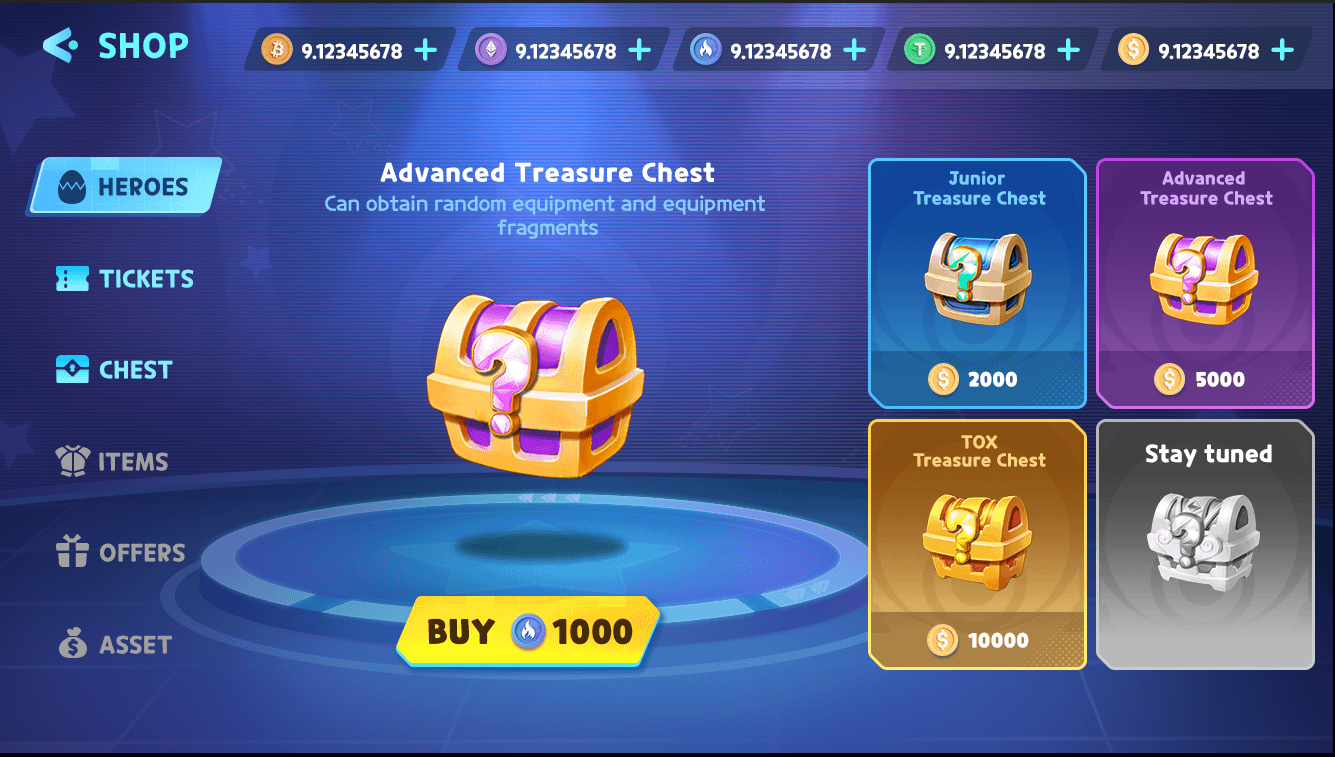 SHOP
9.12345678
9.12345678
9.12345678
9.12345678
9.12345678
HEROES
TICKETS
CHEST
ITEMS
OFFERS
ASSET
Advanced Treasure Chest
Can obtain random equipment and equipment
fragments
BUY 1000
Junior
Treasure Chest
2000
Advanced
Treasure Chest
5000
TOX
Treasure Chest
10000
Stay tuned